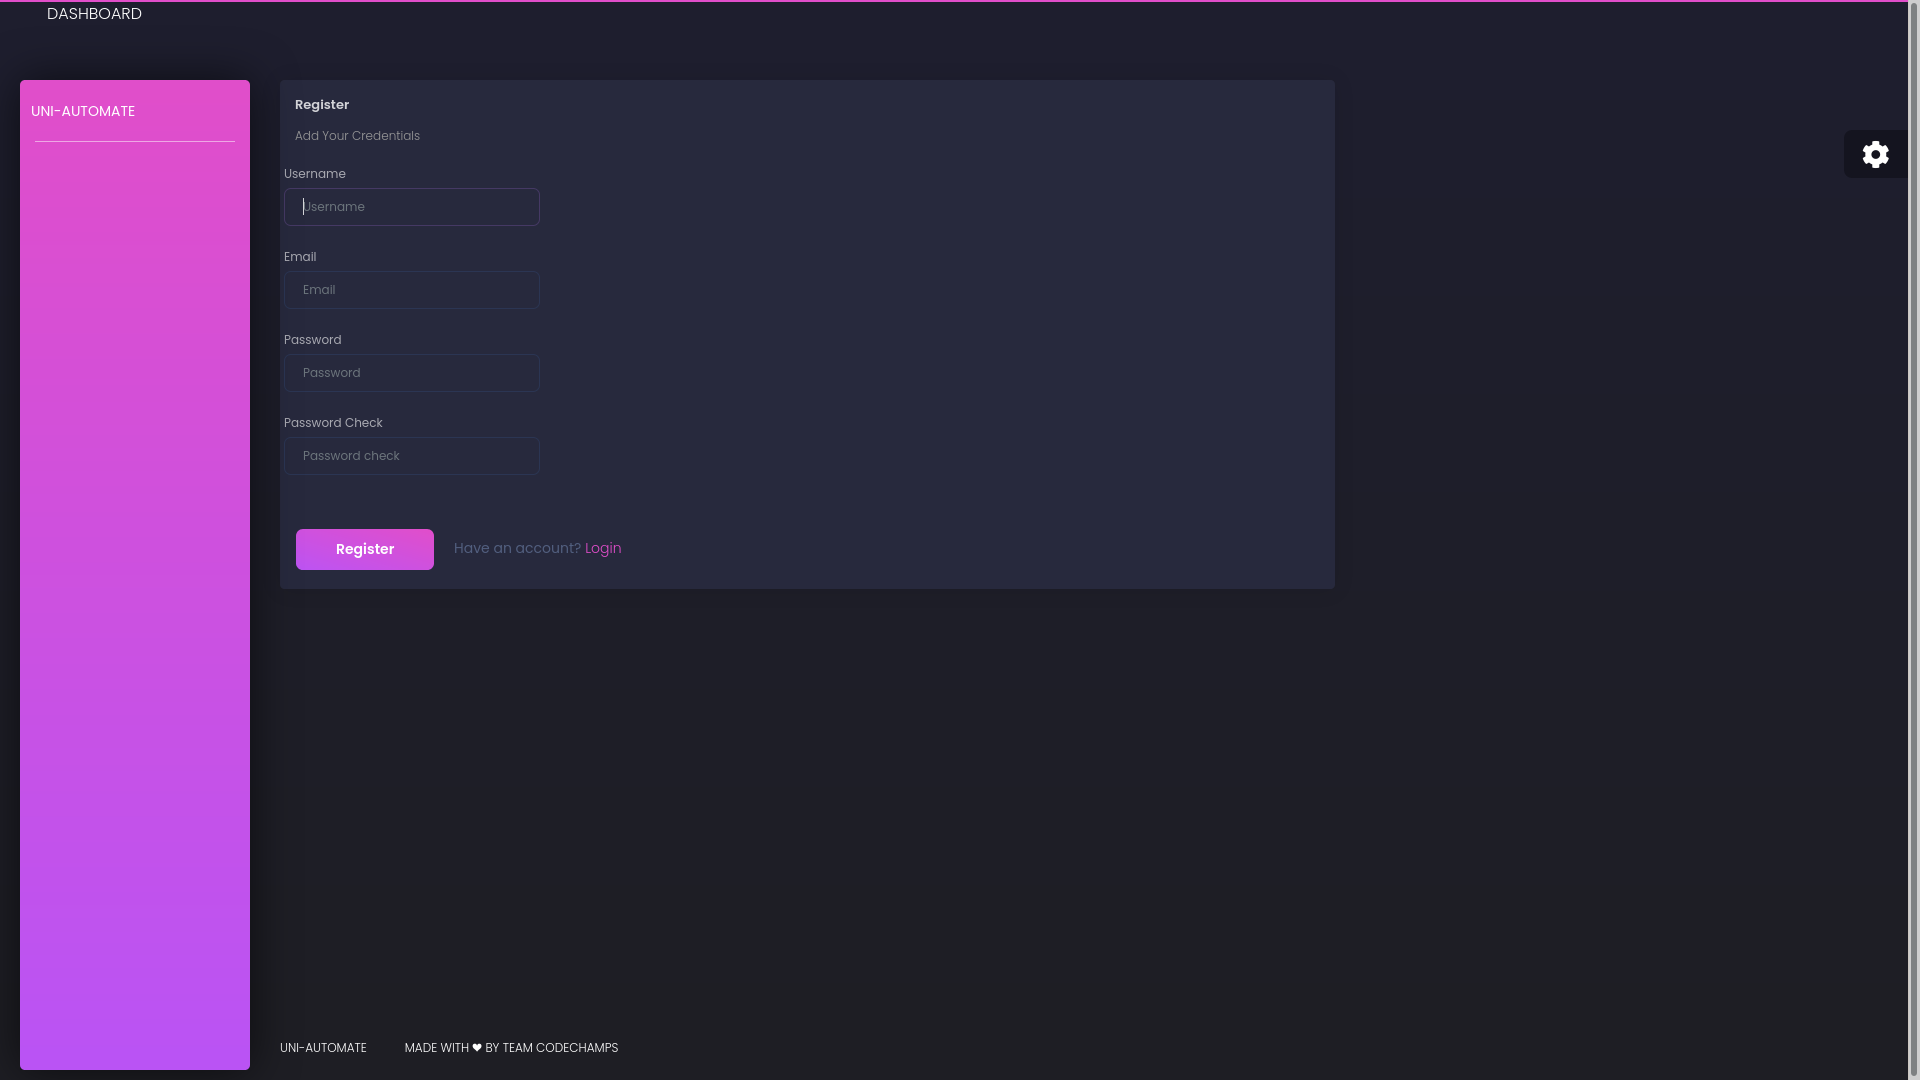 DASHBOARD
UNI-AUTOMATE
Register
Add Your Credentials
Username
Username
Email
Email
Password
Password
Password Check
Password check
Register
Have an account? Login
UNI-AUTOMATE
MADE WITH ♥ BY TEAM CODECHAMPS